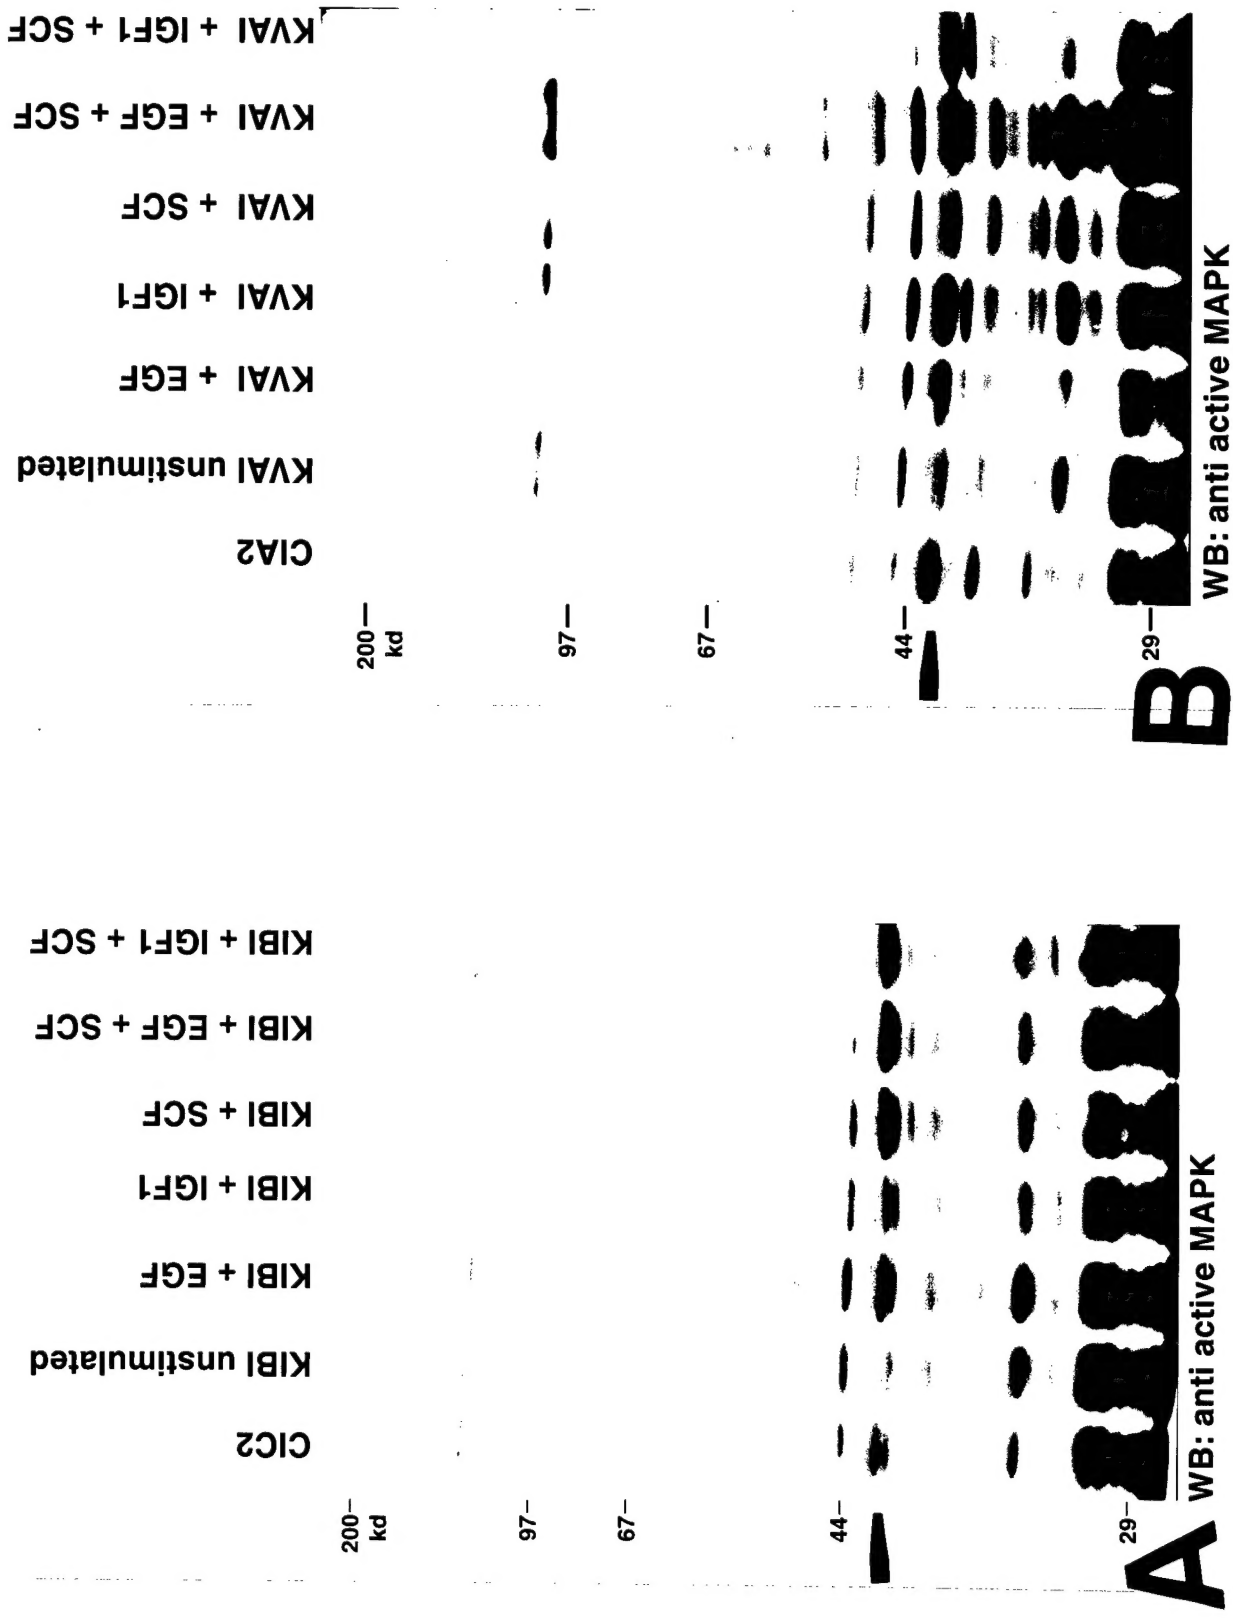 KIBI + IGF1 + SCF
KIBI + EGF + SCF
KIBI + SCF
KIBI + IGF1
KIBI + EGF
KIBI unstimulated
CIC2
200
kd
97
67
44
29
WB: anti active MAPK
A
KVAI + IGF1 + SCF
KVAI + EGF + SCF
KVAI + SCF
KVAI + IGF1
KVAI + EGF
KVAI unstimulated
CIA2
200
kd
97
67
44
29
WB: anti active MAPK
B